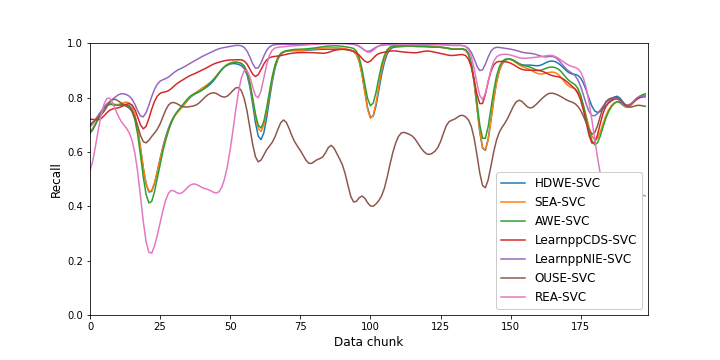 1.0
0.8
0.6
0.4
0.2
0.0
Recall
0 25 50 75 100 125 150 175
Data chunk
HDWE-SVC
SEA-SVC
AWE-SVC
LearnppCDS-SVC
LearnppNIE-SVC
OUSE-SVC
REA-SVC